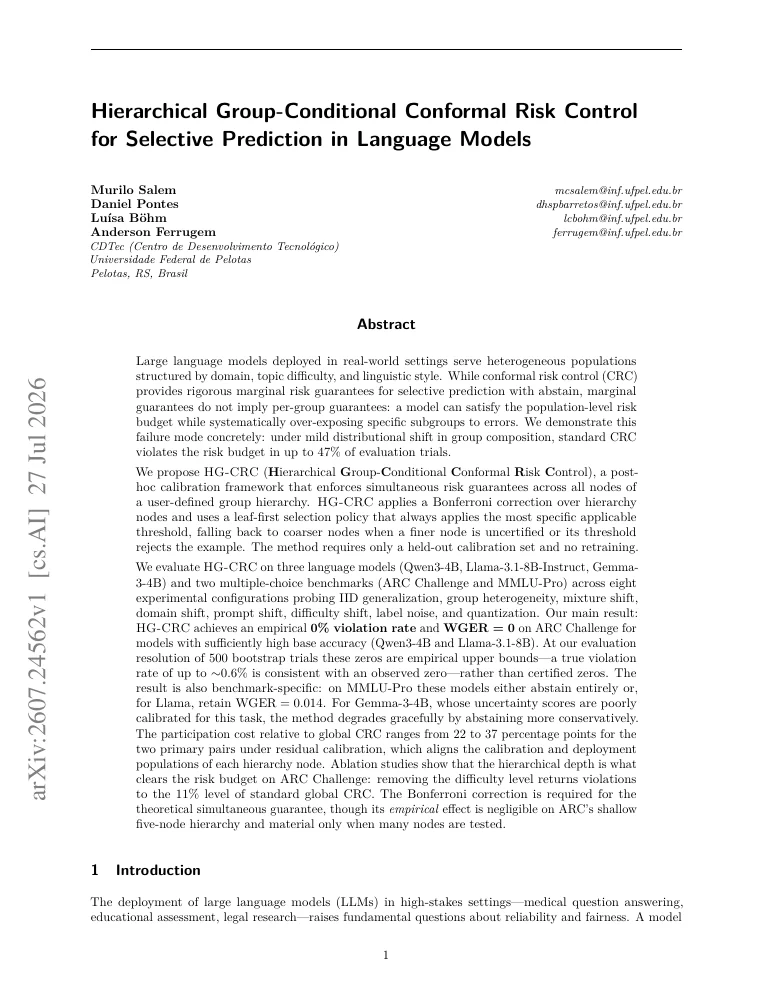 Hierarchical Group-Conditional Conformal Risk Control
for Selective Prediction in Language Models
Murilo Salem mcsalem@inf.ufpel.edu.br
Daniel Pontes dhspbarretos@inf.ufpel.edu.br
Luísa Böhm lcbohm@inf.ufpel.edu.br
Anderson Ferrugem ferrugem@inf.ufpel.edu.br
CDTec (Centro de Desenvolvimento Tecnológico)
Universidade Federal de Pelotas
Pelotas, RS, Brasil
Abstract
Large language models deployed in real-world settings serve heterogeneous populations
structured by domain, topic difficulty, and linguistic style. While conformal risk control (CRC)
provides rigorous marginal risk guarantees for selective prediction with abstain, marginal
guarantees do not imply per-group guarantees: a model can satisfy the population-level risk
budget while systematically over-exposing specific subgroups to errors. We demonstrate this
failure mode concretely: under mild distributional shift in group composition, standard CRC
violates the risk budget in up to 47% of evaluation trials.
We propose HG-CRC (Hierarchical Group-Conditional Conformal Risk Control), a post-
hoc calibration framework that enforces simultaneous risk guarantees across all nodes of
a user-defined group hierarchy. HG-CRC applies a Bonferroni correction over hierarchy
nodes and uses a leaf-first selection policy that always applies the most specific applicable
threshold, falling back to coarser nodes when a finer node is uncertified or its threshold
rejects the example. The method requires only a held-out calibration set and no retraining.
We evaluate HG-CRC on three language models (Qwen3-4B, Llama-3.1-8B-Instruct, Gemma-
3-4B) and two multiple-choice benchmarks (ARC Challenge and MMLU-Pro) across eight
experimental configurations probing IID generalization, group heterogeneity, mixture shift,
domain shift, prompt shift, difficulty shift, label noise, and quantization. Our main result:
HG-CRC achieves an empirical 0% violation rate and WGER = 0 on ARC Challenge for
models with sufficiently high base accuracy (Qwen3-4B and Llama-3.1-8B). At our evaluation
resolution of 500 bootstrap trials these zeros are empirical upper bounds—a true violation
rate of up to ∼0.6% is consistent with an observed zero—rather than certified zeros. The
result is also benchmark-specific: on MMLU-Pro these models either abstain entirely or,
for Llama, retain WGER = 0.014. For Gemma-3-4B, whose uncertainty scores are poorly
calibrated for this task, the method degrades gracefully by abstaining more conservatively.
The participation cost relative to global CRC ranges from 22 to 37 percentage points for the
two primary pairs under residual calibration, which aligns the calibration and deployment
populations of each hierarchy node. Ablation studies show that the hierarchical depth is what
clears the risk budget on ARC Challenge: removing the difficulty level returns violations
to the 11% level of standard global CRC. The Bonferroni correction is required for the
theoretical simultaneous guarantee, though its empirical effect is negligible on ARC's shallow
five-node hierarchy and material only when many nodes are tested.
1 Introduction
The deployment of large language models (LLMs) in high-stakes settings—medical question answering,
educational assessment, legal research—raises fundamental questions about reliability and fairness. A model
1
arXiv:2607.24562v1 [cs.AI] 27 Jul 2026